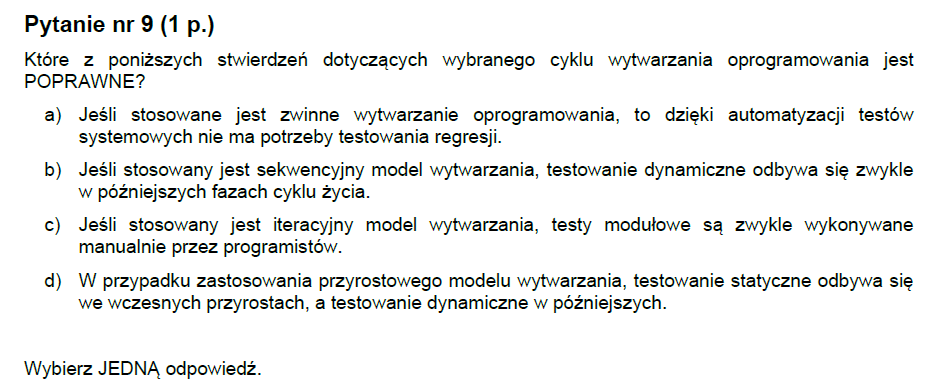 Pytanie nr 9 (1 p.)
Które z poniższych stwierdzeń dotyczących wybranego cyklu wytwarzania oprogramowania jest
POPRAWNE?
a) Jeśli stosowane jest zwinne wytwarzanie oprogramowania, to dzięki automatyzacji testów
systemowych nie ma potrzeby testowania regresji.
b) Jeśli stosowany jest sekwencyjny model wytwarzania, testowanie dynamiczne odbywa się zwykle
w późniejszych fazach cyklu życia.
c) Jeśli stosowany jest iteracyjny model wytwarzania, testy modułowe są zwykle wykonywane
manualnie przez programistów.
d) W przypadku zastosowania przyrostowego modelu wytwarzania, testowanie statyczne odbywa się
we wczesnych przyrostach, a testowanie dynamiczne w późniejszych.
Wybierz JEDNĄ odpowiedź.